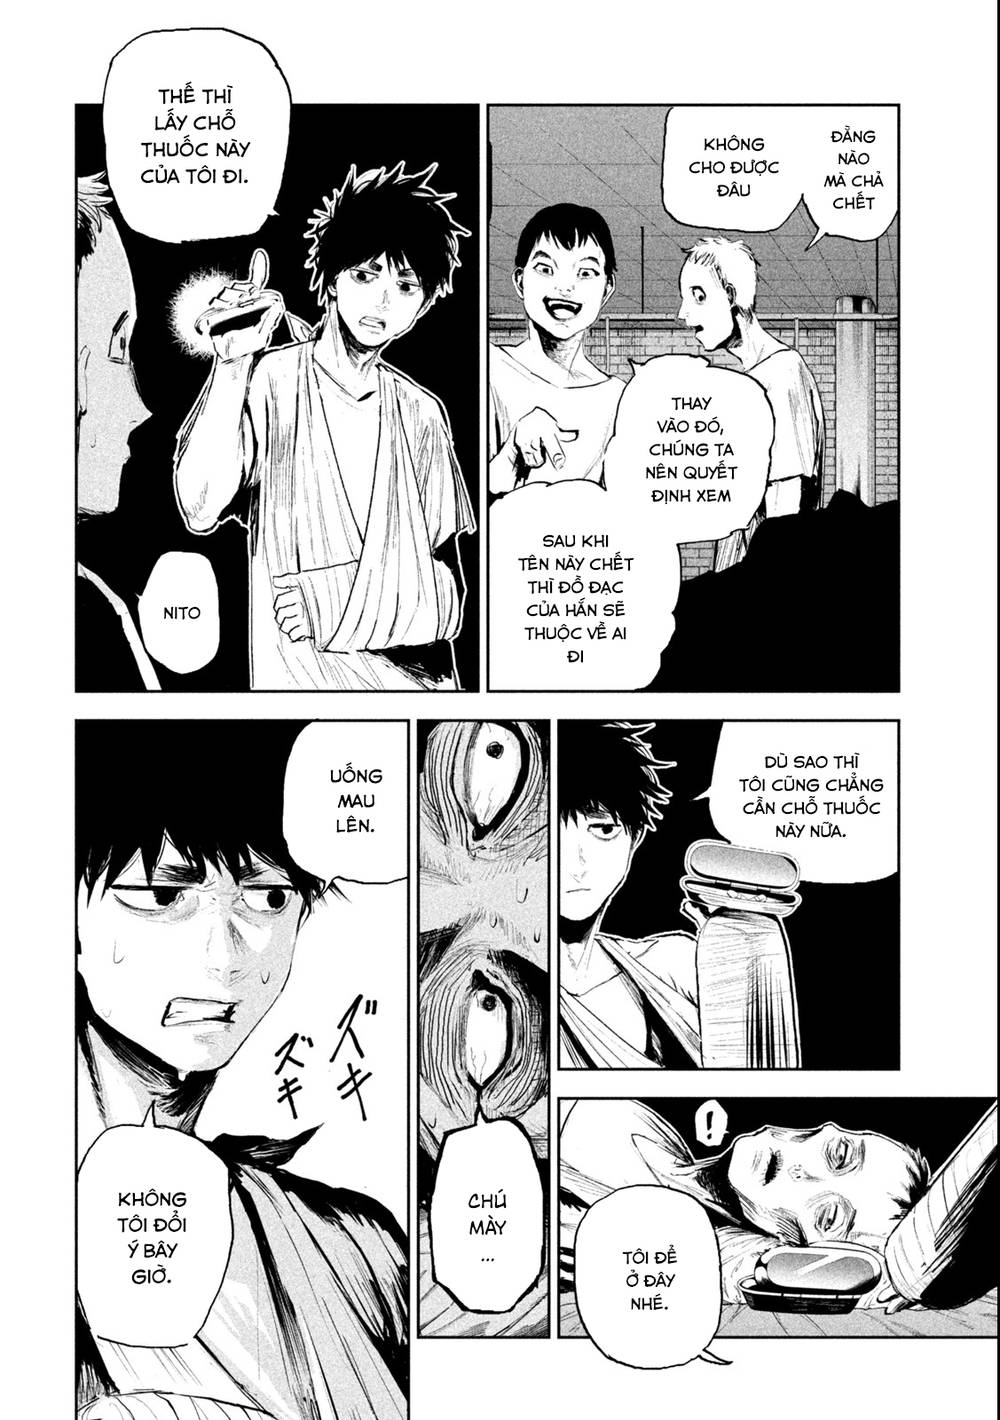 ĐẰNG
NÀO
MÀ CHẢ
CHẾT
KHÔNG
CHO ĐƯỢC
ĐÂU
THAY
VÀO ĐÓ,
CHÚNG TA
NÊN QUYẾT
ĐỊNH XEM
SAU KHI
TÊN NÀY CHẾT
THÌ ĐỒ ĐẠC
CỦA HẮN SẼ
THUỘC VỀ AI
ĐI
THẾ THÌ
LẤY CHỖ
THUỐC NÀY
CỦA TÔI ĐI.
NITO
DÙ SAO THÌ
TÔI CŨNG CHẲNG
CẦN CHỖ THUỐC
NÀY NỮA.
!
TÔI ĐỂ
Ở ĐÂY
NHÉ.
CHÚ
MÀY
...
UỐNG
MAU
LÊN.
ズキ
ズキ
KHÔNG
TÔI ĐỔI
Ý BÂY
GIỜ.